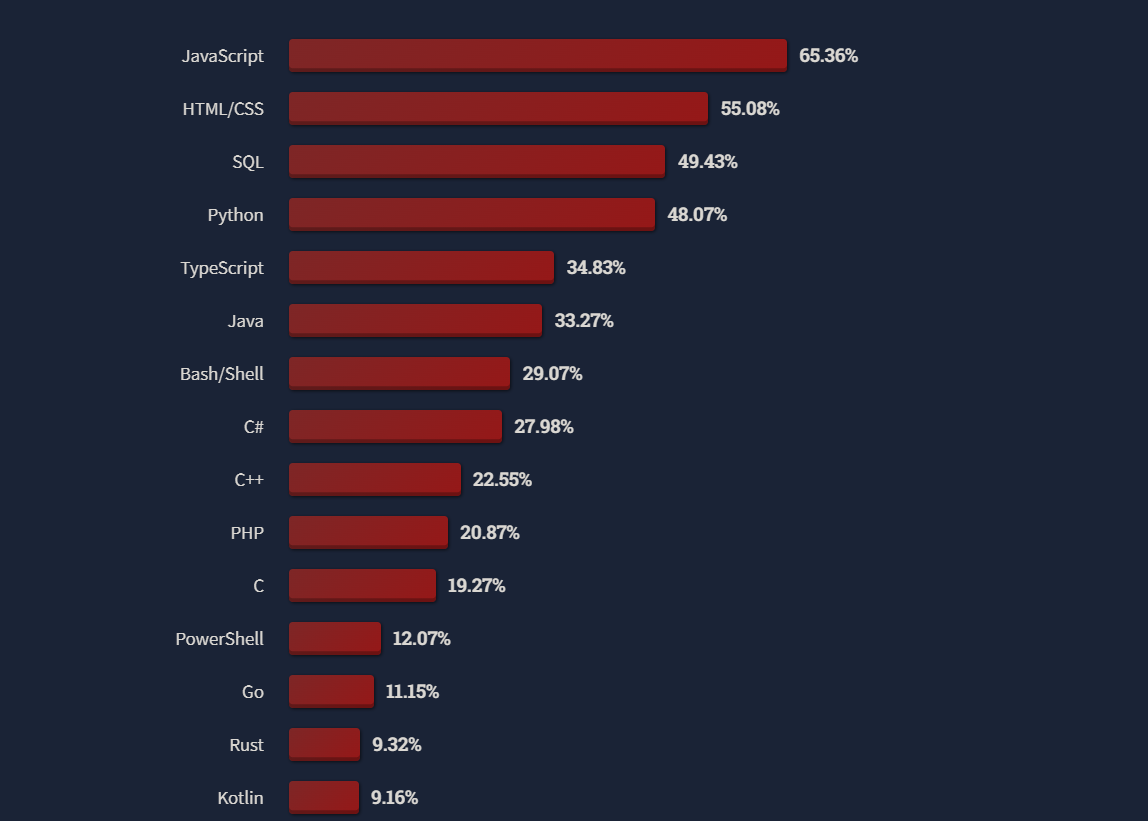 JavaScript 65.36%
HTML/CSS 55.08%
SQL 49.43%
Python 48.07%
TypeScript 34.83%
Java 33.27%
Bash/Shell 29.07%
C# 27.98%
C++ 22.55%
PHP 20.87%
C 19.27%
PowerShell 12.07%
Go 11.15%
Rust 9.32%
Kotlin 9.16%